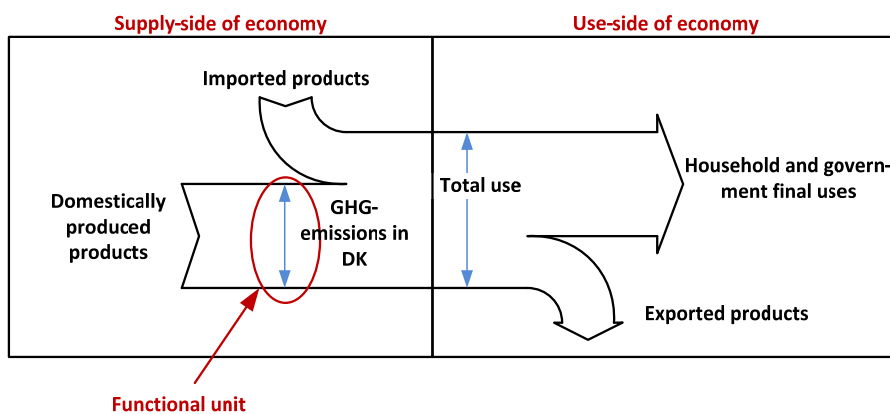 Supply-side of economy
Use-side of economy
Imported products
Domestically
produced
products
GHG-
emissions in
DK
Total use
Household and govern-
ment final uses
Exported products
Functional unit